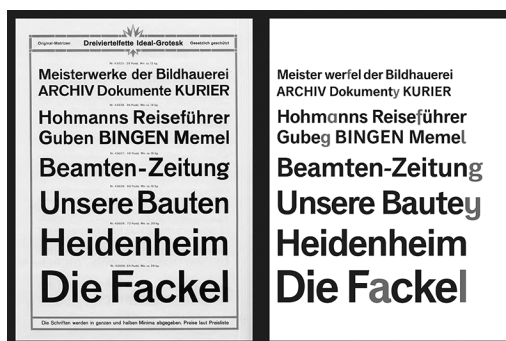 Original-Matrizen
Dreiviertelfette Ideal-Grotesk
Gesetzlich geschützt
Meisterwerke der Bildhauerei
ARCHIV Dokumente KURIER
Hohmanns Reiseführer
Guben BINGEN Memel
Beamten-Zeitung
Unsere Bauten
Heidenheim
Die Fackel
Die Schriften werden in ganzen und halben Minima abgegeben. Preise laut Preisliste
Meister werfel der Bildhauerei
ARCHIV Dokumenty KURIER
Hohmanns Reiseführer
Gubeg BINGEN Memel
Beamten-Zeitung
Unsere Bautey
Heidenheim
Die Fackel